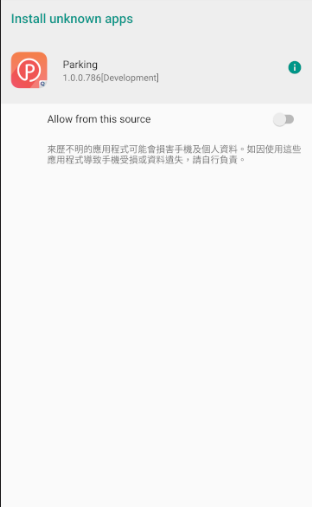 Install unknown apps
Parking
1.0.0.786[Development]
Allow from this source
來歷不明的應用程式可能會損害手機及個人資料。如因使用這些
應用程式導致手機受損或資料遺失，請自行負責。